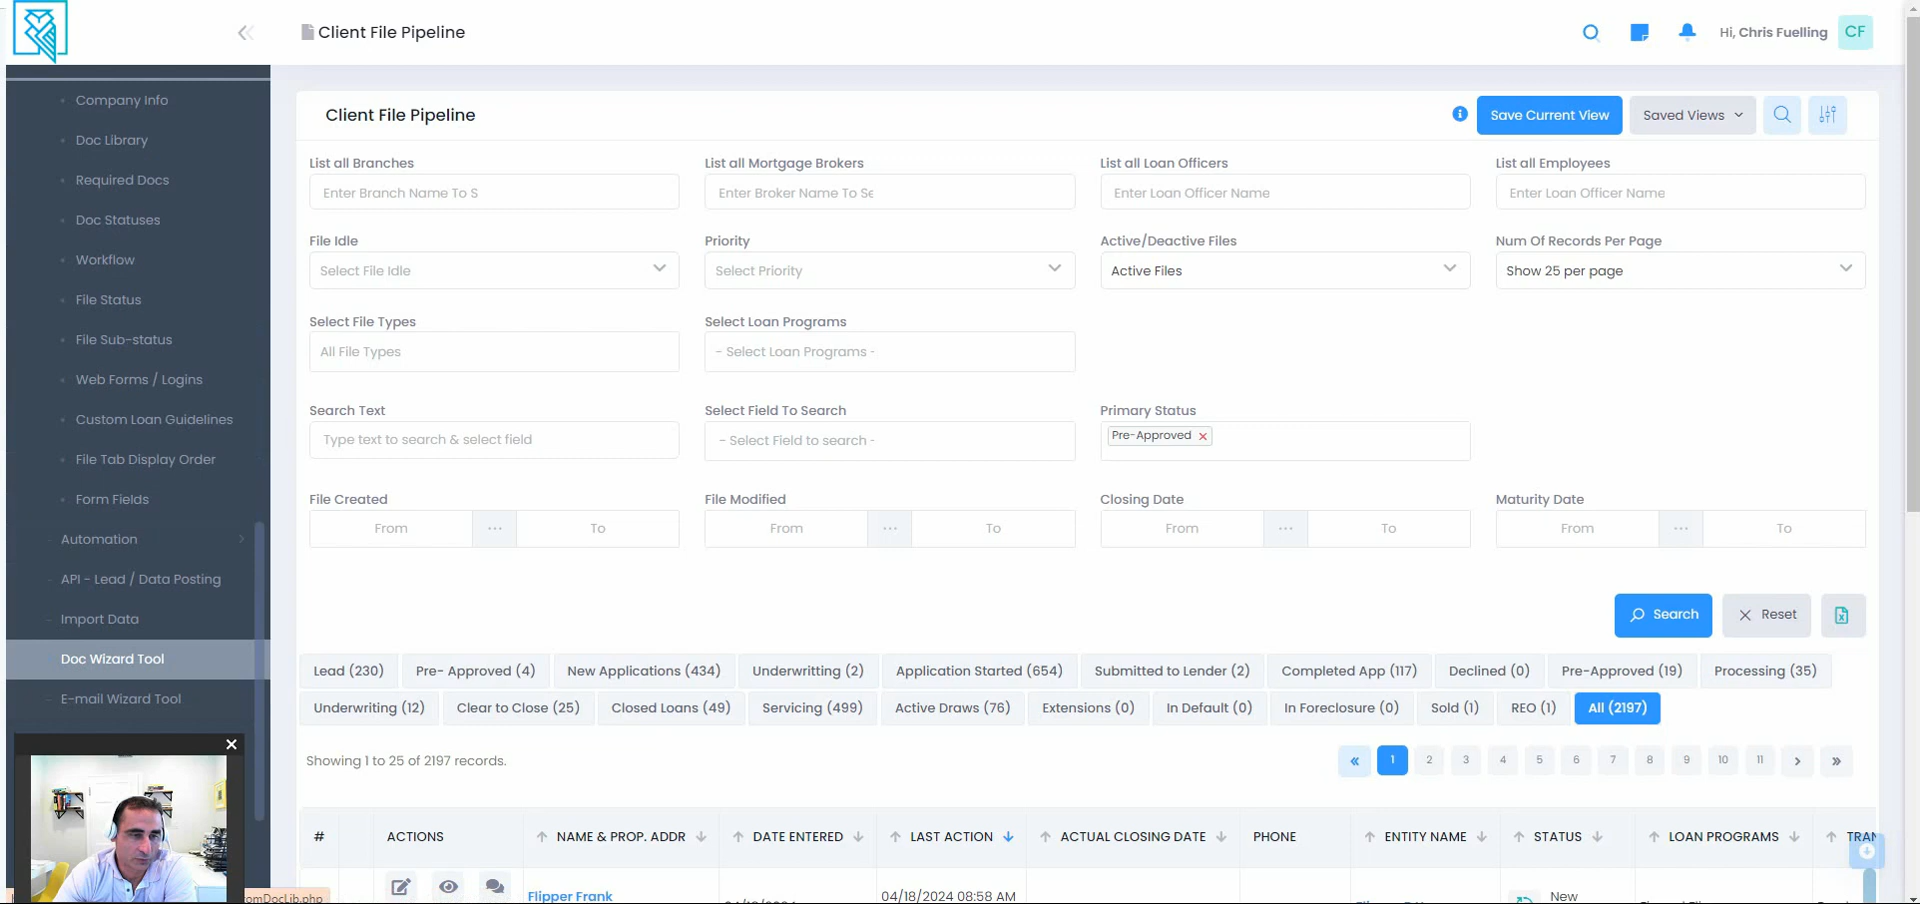 Client File Pipeline
Hi, Chris Fuelling
CF
Company Info
Doc Library
Required Docs
Doc Statuses
Workflow
File Status
File Sub-status
Web Forms / Logins
Custom Loan Guidelines
File Tab Display Order
Form Fields
Automation
API - Lead / Data Posting
Import Data
Doc Wizard Tool
E-mail Wizard Tool
Client File Pipeline
Save Current View
Saved Views
List all Branches
List all Mortgage Brokers
List all Loan Officers
List all Employees
Enter Branch Name To S
Enter Broker Name To Se
Enter Loan Officer Name
Enter Loan Officer Name
File Idle
Priority
Active/Deactive Files
Num Of Records Per Page
Select File Idle
Select Priority
Active Files
Show 25 per page
Select File Types
Select Loan Programs
All File Types
- Select Loan Programs -
Search Text
Select Field To Search
Primary Status
Type text to search & select field
- Select Field to search -
Pre-Approved ×
File Created
File Modified
Closing Date
Maturity Date
From ··· To
From ··· To
From ··· To
From ··· To
Search
Reset
Lead (230) Pre- Approved (4) New Applications (434) Underwritting (2) Application Started (654) Submitted to Lender (2) Completed App (117) Declined (0) Pre-Approved (19) Processing (35)
Underwriting (12) Clear to Close (25) Closed Loans (49) Servicing (499) Active Draws (76) Extensions (0) In Default (0) In Foreclosure (0) Sold (1) REO (1) All (2197)
Showing 1 to 25 of 2197 records.
« 1 2 3 4 5 6 7 8 9 10 11 › »
# ACTIONS NAME & PROP. ADDR DATE ENTERED LAST ACTION ACTUAL CLOSING DATE PHONE ENTITY NAME STATUS LOAN PROGRAMS TRAN
Flipper Frank
04/18/2024 08:58 AM
New
omDocLib.php